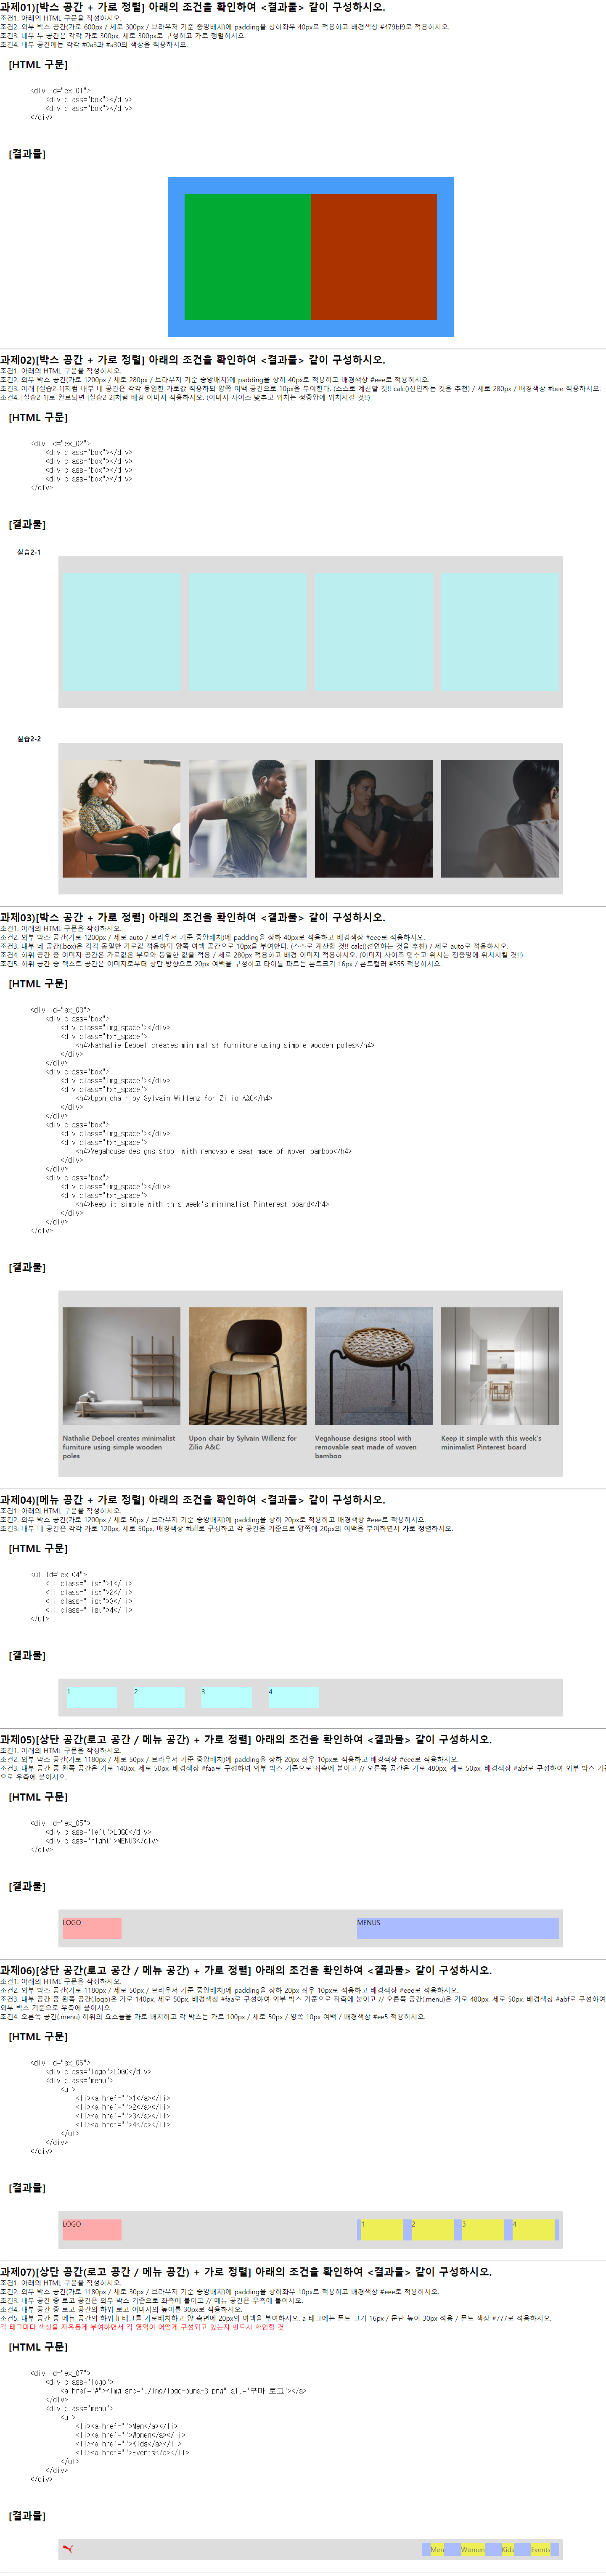 과제01)[박스 공간 + 가로 정렬] 아래의 조건을 확인하여 <결과물> 같이 구성하시오.
조건1. 아래의 HTML 구문을 작성하시오.
조건2. 외부 박스 공간(가로 600px / 세로 300px / 브라우저 기준 중앙배치)에 padding을 상하좌우 40px로 적용하고 배경색상 #479bf9로 적용하시오.
조건3. 내부 두 공간은 각각 가로 300px, 세로 300px로 구성하고 가로 정렬하시오.
조건4. 내부 공간에는 각각 #0a3과 #a30의 색상을 적용하시오.
[HTML 구문]
<div id="ex_01">
    <div class="box"></div>
    <div class="box"></div>
</div>
[결과물]
과제02)[박스 공간 + 가로 정렬] 아래의 조건을 확인하여 <결과물> 같이 구성하시오.
조건1. 아래의 HTML 구문을 작성하시오.
조건2. 외부 박스 공간(가로 1200px / 세로 280px / 브라우저 기준 중앙배치)에 padding을 상하 40px로 적용하고 배경색상 #eee로 적용하시오.
조건3. 아래 [실습2-1]처럼 내부 네 공간은 각각 동일한 가로값 적용하되 양쪽 여백 공간으로 10px을 부여한다. (스스로 계산할 것!! calc()선언하는 것을 추천) / 세로 280px / 배경색상 #bee 적용하시오.
조건4. [실습2-1]로 완료되면 [실습2-2]처럼 배경 이미지 적용하시오. (이미지 사이즈 맞추고 위치는 정중앙에 위치시킬 것!!)
[HTML 구문]
<div id="ex_02">
    <div class="box"></div>
    <div class="box"></div>
    <div class="box"></div>
    <div class="box"></div>
</div>
[결과물]
실습2-1
실습2-2
과제03)[박스 공간 + 가로 정렬] 아래의 조건을 확인하여 <결과물> 같이 구성하시오.
조건1. 아래의 HTML 구문을 작성하시오.
조건2. 외부 박스 공간(가로 1200px / 세로 auto / 브라우저 기준 중앙배치)에 padding을 상하 40px로 적용하고 배경색상 #eee로 적용하시오.
조건3. 내부 네 공간(.box)은 각각 동일한 가로값 적용하되 양쪽 여백 공간으로 10px을 부여한다. (스스로 계산할 것!! calc()선언하는 것을 추천) / 세로 auto로 적용하시오.
조건4. 하위 공간 중 이미지 공간은 가로값은 부모와 동일한 값을 적용 / 세로 280px 적용하고 배경 이미지 적용하시오. (이미지 사이즈 맞추고 위치는 정중앙에 위치시킬 것!!)
조건5. 하위 공간 중 텍스트 공간은 이미지로부터 상단 방향으로 20px 여백을 구성하고 타이틀 파트는 폰트크기 16px / 폰트컬러 #555 적용하시오.
[HTML 구문]
<div id="ex_03">
    <div class="box">
        <div class="img_space"></div>
        <div class="txt_space">
            <h4>Nathalie Deboel creates minimalist furniture using simple wooden poles</h4>
        </div>
    </div>
    <div class="box">
        <div class="img_space"></div>
        <div class="txt_space">
            <h4>Upon chair by Sylvain Willenz for Zilio A&C</h4>
        </div>
    </div>
    <div class="box">
        <div class="img_space"></div>
        <div class="txt_space">
            <h4>Vegahouse designs stool with removable seat made of woven bamboo</h4>
        </div>
    </div>
    <div class="box">
        <div class="img_space"></div>
        <div class="txt_space">
            <h4>Keep it simple with this week's minimalist Pinterest board</h4>
        </div>
    </div>
</div>
[결과물]
Nathalie Deboel creates minimalist
furniture using simple wooden
poles
Upon chair by Sylvain Willenz for
Zilio A&C
Vegahouse designs stool with
removable seat made of woven
bamboo
Keep it simple with this week's
minimalist Pinterest board
과제04)[메뉴 공간 + 가로 정렬] 아래의 조건을 확인하여 <결과물> 같이 구성하시오.
조건1. 아래의 HTML 구문을 작성하시오.
조건2. 외부 박스 공간(가로 1200px / 세로 50px / 브라우저 기준 중앙배치)에 padding을 상하 20px로 적용하고 배경색상 #eee로 적용하시오.
조건3. 내부 네 공간은 각각 가로 120px, 세로 50px, 배경색상 #bff로 구성하고 각 공간을 기준으로 양쪽에 20px의 여백을 부여하면서 가로 정렬하시오.
[HTML 구문]
<ul id="ex_04">
    <li class="list">1</li>
    <li class="list">2</li>
    <li class="list">3</li>
    <li class="list">4</li>
</ul>
[결과물]
1 2 3 4
과제05)[상단 공간(로고 공간 / 메뉴 공간) + 가로 정렬] 아래의 조건을 확인하여 <결과물> 같이 구성하시오.
조건1. 아래의 HTML 구문을 작성하시오.
조건2. 외부 박스 공간(가로 1180px / 세로 50px / 브라우저 기준 중앙배치)에 padding을 상하 20px 좌우 10px로 적용하고 배경색상 #eee로 적용하시오.
조건3. 내부 공간 중 왼쪽 공간은 가로 140px, 세로 50px, 배경색상 #faa로 구성하여 외부 박스 기준으로 좌측에 붙이고 // 오른쪽 공간은 가로 480px, 세로 50px, 배경색상 #abf로 구성하여 외부 박스 기준
으로 우측에 붙이시오.
[HTML 구문]
<div id="ex_05">
    <div class="left">LOGO</div>
    <div class="right">MENUS</div>
</div>
[결과물]
LOGO MENUS
과제06)[상단 공간(로고 공간 / 메뉴 공간) + 가로 정렬] 아래의 조건을 확인하여 <결과물> 같이 구성하시오.
조건1. 아래의 HTML 구문을 작성하시오.
조건2. 외부 박스 공간(가로 1180px / 세로 50px / 브라우저 기준 중앙배치)에 padding을 상하 20px 좌우 10px로 적용하고 배경색상 #eee로 적용하시오.
조건3. 내부 공간 중 왼쪽 공간(.logo)은 가로 140px, 세로 50px, 배경색상 #faa로 구성하여 외부 박스 기준으로 좌측에 붙이고 // 오른쪽 공간(.menu)은 가로 480px, 세로 50px, 배경색상 #abf로 구성하여
외부 박스 기준으로 우측에 붙이시오.
조건4. 오른쪽 공간(.menu) 하위의 요소들을 가로 배치하고 각 박스는 가로 100px / 세로 50px / 양쪽 10px 여백 / 배경색상 #ee5 적용하시오.
[HTML 구문]
<div id="ex_06">
    <div class="logo">LOGO</div>
    <div class="menu">
        <ul>
            <li><a href="">1</a></li>
            <li><a href="">2</a></li>
            <li><a href="">3</a></li>
            <li><a href="">4</a></li>
        </ul>
    </div>
</div>
[결과물]
LOGO 1 2 3 4
과제07)[상단 공간(로고 공간 / 메뉴 공간) + 가로 정렬] 아래의 조건을 확인하여 <결과물> 같이 구성하시오.
조건1. 아래의 HTML 구문을 작성하시오.
조건2. 외부 박스 공간(가로 1180px / 세로 30px / 브라우저 기준 중앙배치)에 padding을 상하좌우 10px로 적용하고 배경색상 #eee로 적용하시오.
조건3. 내부 공간 중 로고 공간은 외부 박스 기준으로 좌측에 붙이고 // 메뉴 공간은 우측에 붙이시오.
조건4. 내부 공간 중 로고 공간의 하위 로고 이미지의 높이를 30px로 적용하시오.
조건5. 내부 공간 중 메뉴 공간의 하위 li 태그를 가로배치하고 양 측면에 20px의 여백을 부여하시오. a 태그에는 폰트 크기 16px / 문단 높이 30px 적용 / 폰트 색상 #777로 적용하시오.
각 태그마다 색상을 자유롭게 부여하면서 각 영역이 어떻게 구성되고 있는지 반드시 확인할 것
[HTML 구문]
<div id="ex_07">
    <div class="logo">
        <a href="#"><img src="./img/logo-puma-3.png" alt="푸마 로고"></a>
    </div>
    <div class="menu">
        <ul>
            <li><a href="">Men</a></li>
            <li><a href="">Women</a></li>
            <li><a href="">Kids</a></li>
            <li><a href="">Events</a></li>
        </ul>
    </div>
</div>
[결과물]
Men Women Kids Events